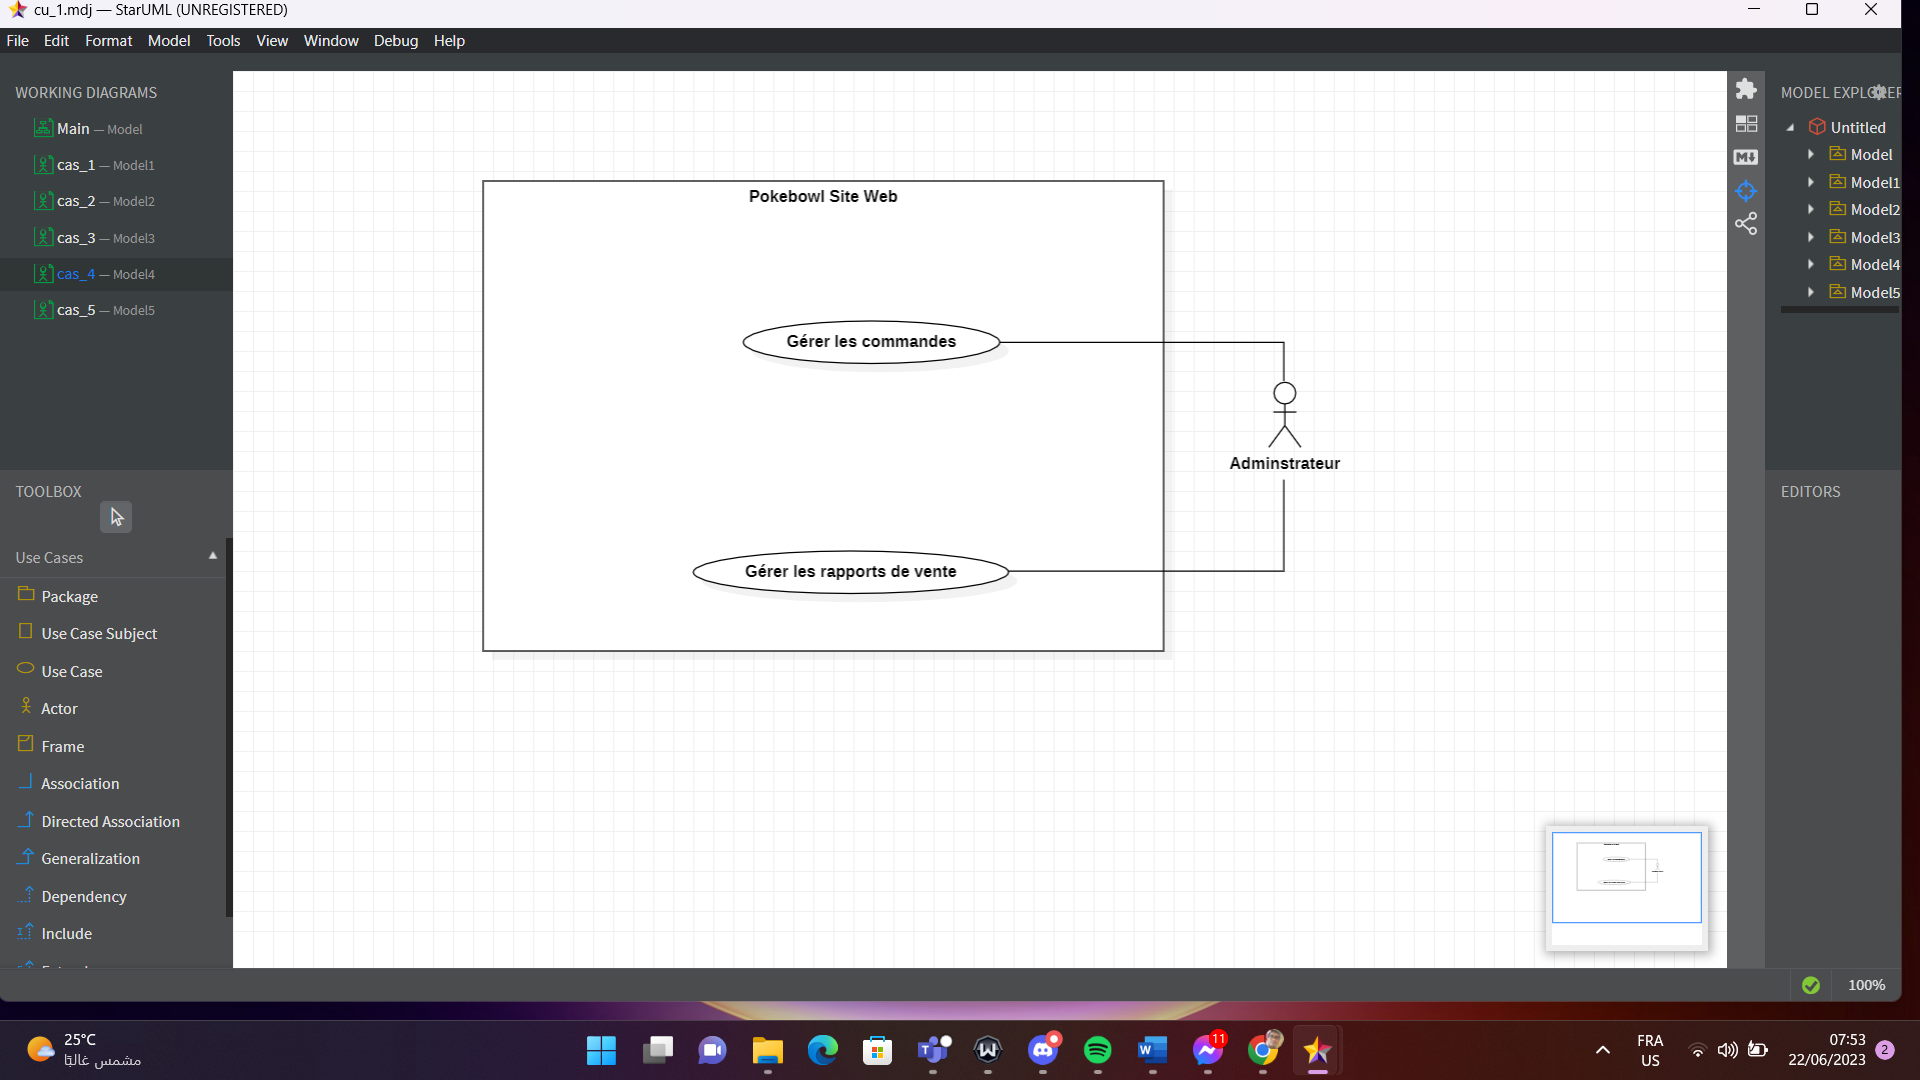 cu_1.mdj — StarUML (UNREGISTERED)
File Edit Format Model Tools View Window Debug Help
WORKING DIAGRAMS
Main — Model
cas_1 — Model1
cas_2 — Model2
cas_3 — Model3
cas_4 — Model4
cas_5 — Model5
TOOLBOX
Use Cases
Package
Use Case Subject
Use Case
Actor
Frame
Association
Directed Association
Generalization
Dependency
Include
Pokebowl Site Web
Gérer les commandes
Adminstrateur
Gérer les rapports de vente
MODEL EXPLORER
Untitled
Model
Model1
Model2
Model3
Model4
Model5
EDITORS
100%
25°C
مشمس غالبًا
11
FRA
US
07:53
22/06/2023
2